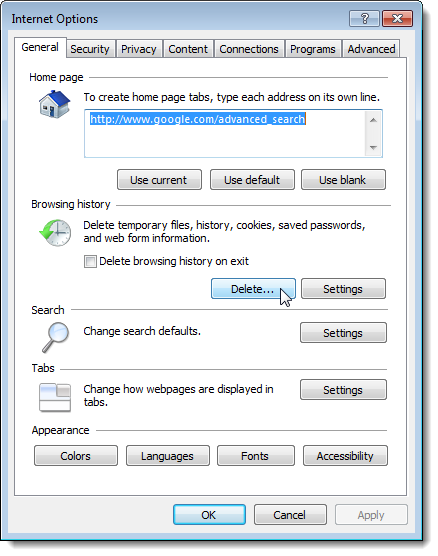 Internet Options
?
General Security Privacy Content Connections Programs Advanced
Home page
To create home page tabs, type each address on its own line.
http://www.google.com/advanced_search
Use current Use default Use blank
Browsing history
Delete temporary files, history, cookies, saved passwords,
and web form information.
Delete browsing history on exit
Delete... Settings
Search
Change search defaults. Settings
Tabs
Change how webpages are displayed in Settings
tabs.
Appearance
Colors Languages Fonts Accessibility
OK Cancel Apply